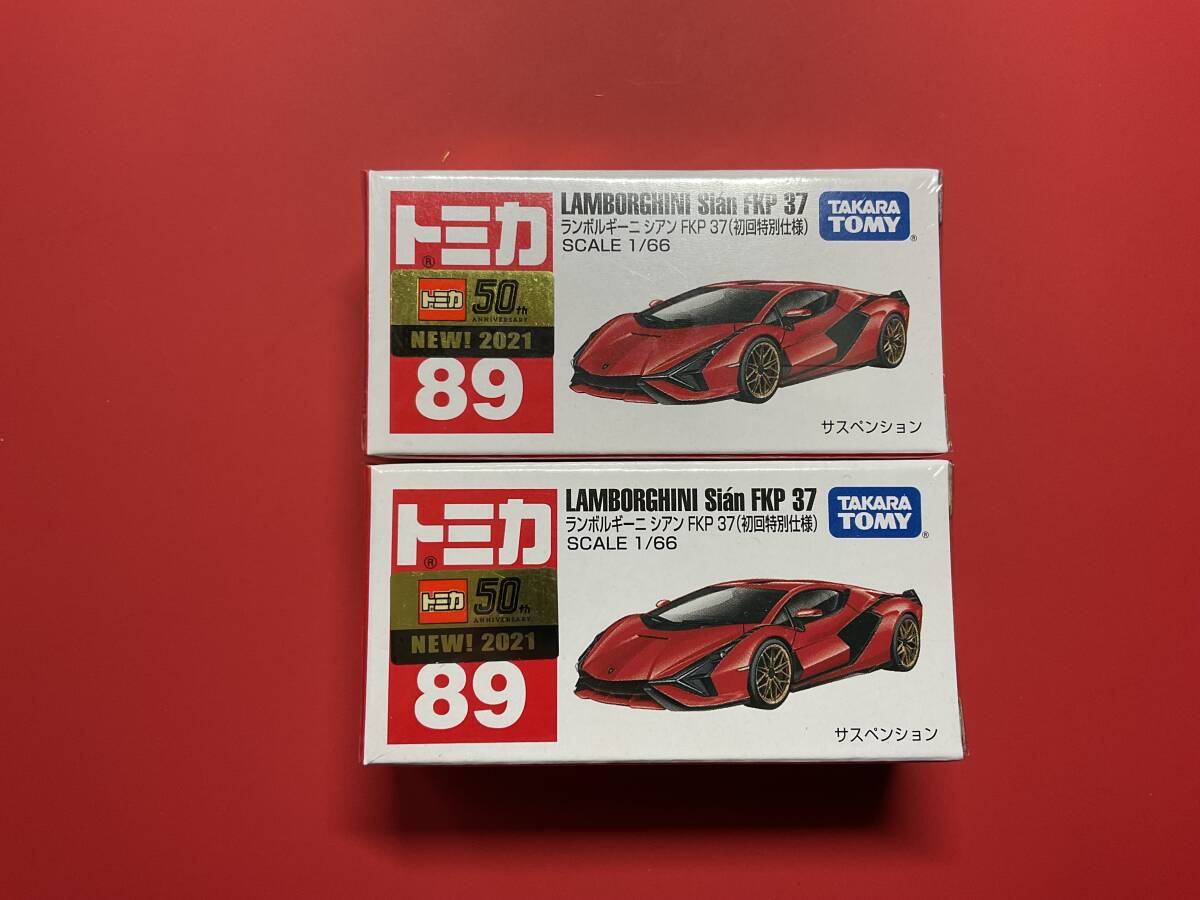 トミカ
®
トミカ 50th
ANNIVERSARY
NEW! 2021
89
LAMBORGHINI Sián FKP 37
ランボルギーニ シアン FKP 37(初回特別仕様)
SCALE 1/66
TAKARA
TOMY
®
サスペンション
トミカ
®
トミカ 50th
ANNIVERSARY
NEW! 2021
89
LAMBORGHINI Sián FKP 37
ランボルギーニ シアン FKP 37(初回特別仕様)
SCALE 1/66
TAKARA
TOMY
®
サスペンション